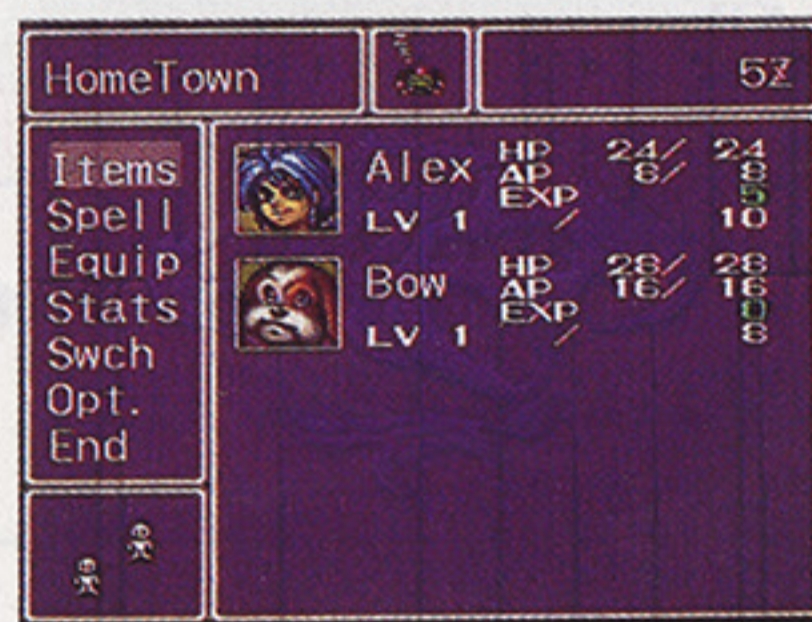 HomeTown
5Z
Items
Spell
Equip
Stats
Swch
Opt.
End
Alex HP 24/ 24
AP 8/ 8
EXP 5
LV 1 / 10
Bow HP 28/ 28
AP 16/ 16
EXP 0
LV 1 / 8